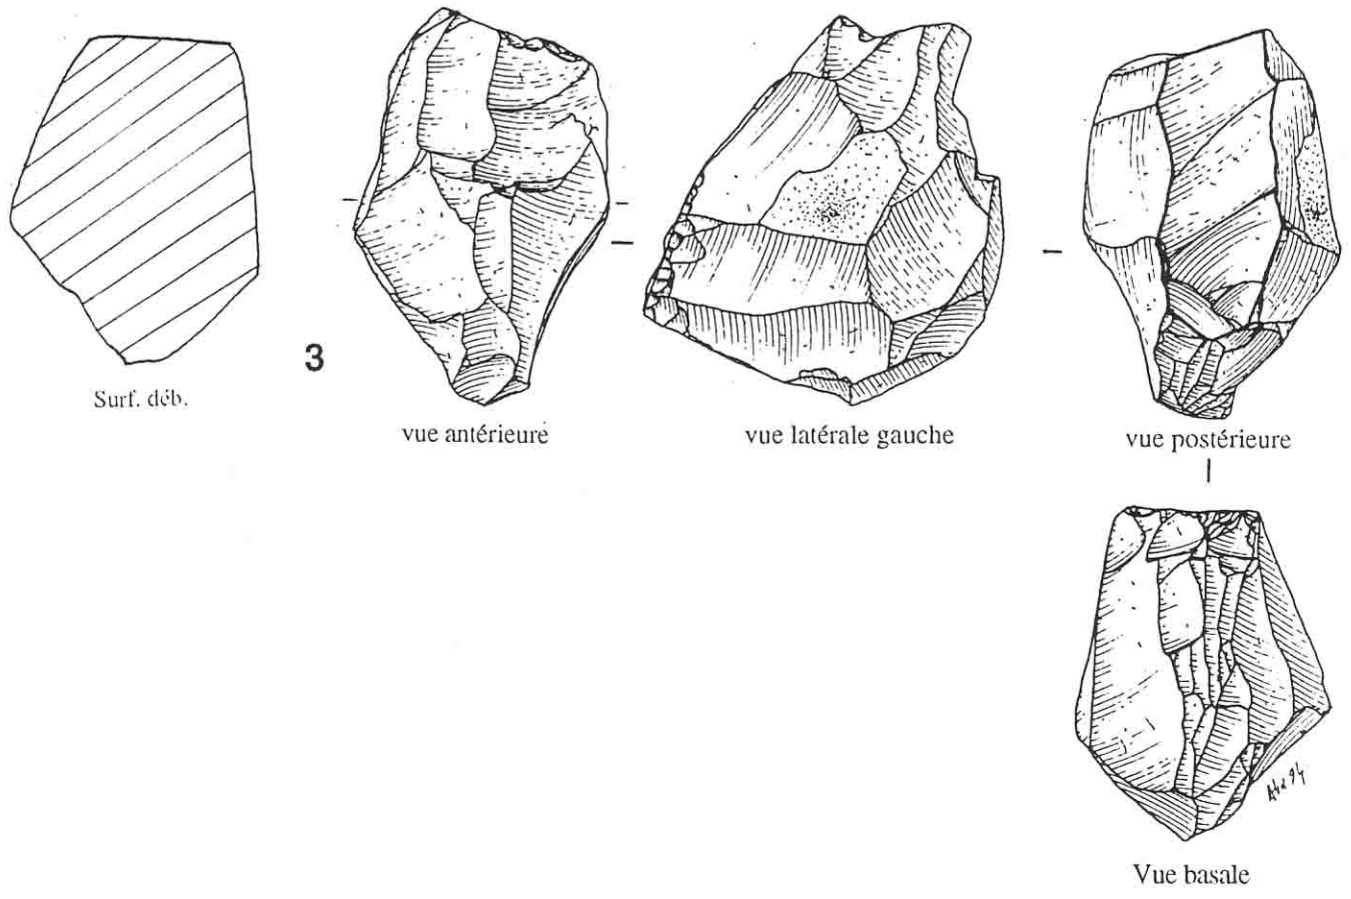 3
Surf. déb.
vue antérieure
vue latérale gauche
vue postérieure
Vue basale